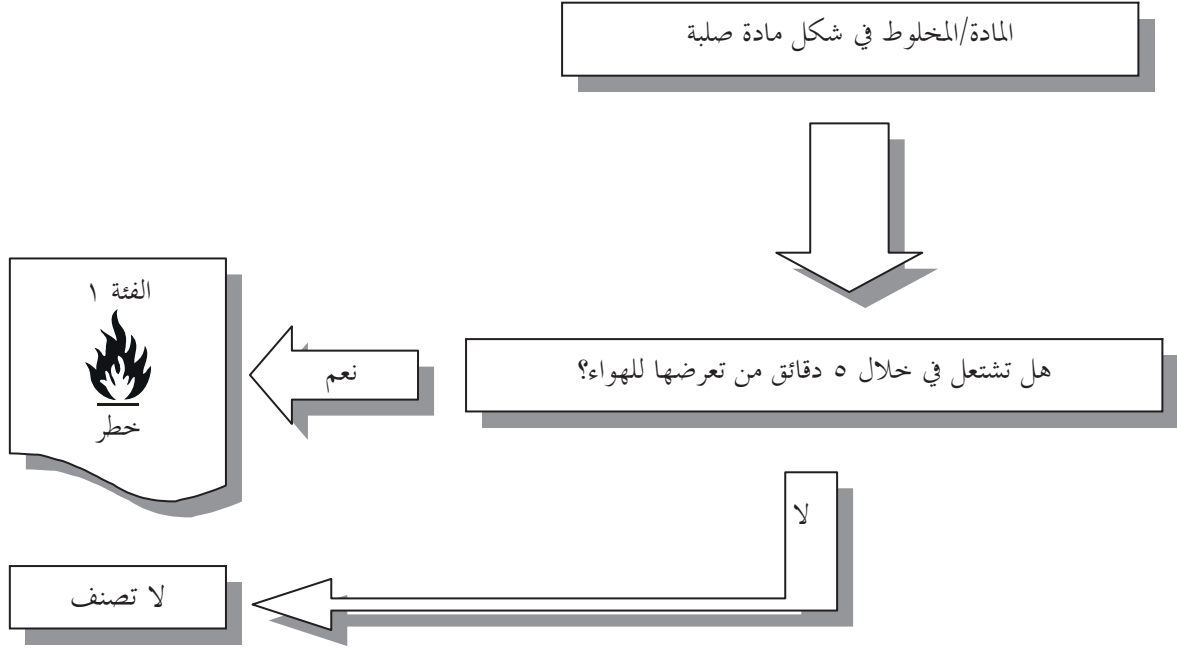 المادة/المخلوط في شكل مادة صلبة
هل تشتعل في خلال ٥ دقائق من تعرضها للهواء؟
نعم
الفئة ١
خطر
لا
لا تصنف